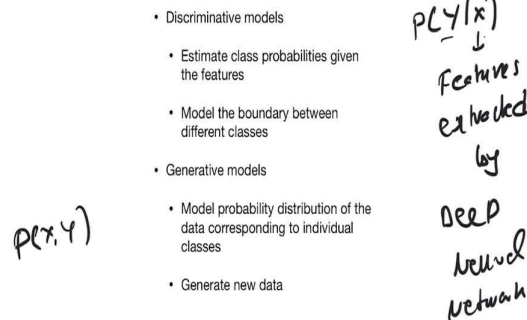 • Discriminative models
• Estimate class probabilities given
the features
• Model the boundary between
different classes
• Generative models
• Model probability distribution of the
data corresponding to individual
classes
• Generate new data
P(Y|X)
↓
Features
extracted
by
Deep
Neural
Network
P(X,Y)